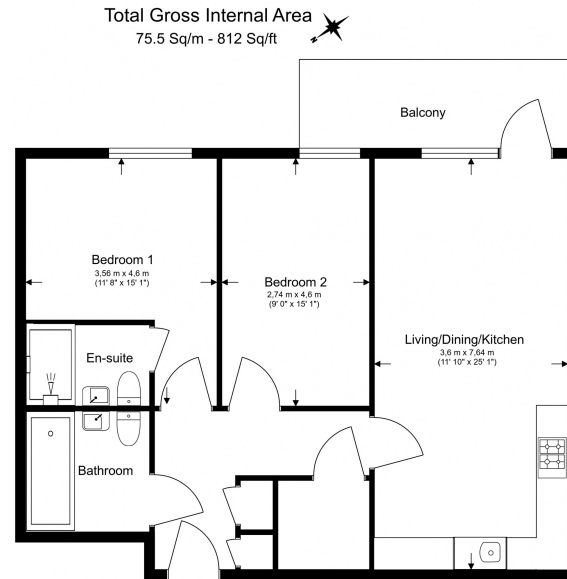 Total Gross Internal Area
75.5 Sq/m - 812 Sq/ft
N
Balcony
Bedroom 1
3,56 m x 4,6 m
(11' 8" x 15' 1")
Bedroom 2
2,74 m x 4,6 m
(9' 0" x 15' 1")
Living/Dining/Kitchen
3,6 m x 7,64 m
(11' 10" x 25' 1")
En-suite
Bathroom